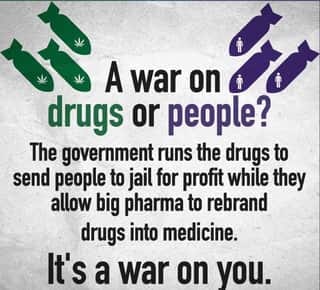 A war on
drugs or people?
The government runs the drugs to
send people to jail for profit while they
allow big pharma to rebrand
drugs into medicine.
It's a war on you.